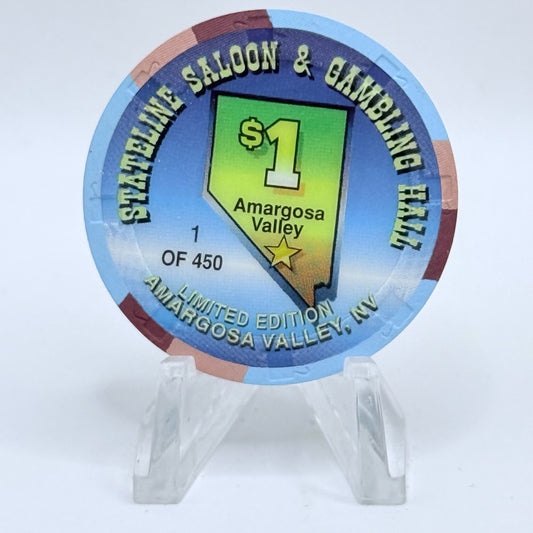 STATELINE SALOON & GAMBLING HALL
$1
Amargosa
Valley
1
OF 450
LIMITED EDITION
AMARGOSA VALLEY, NV